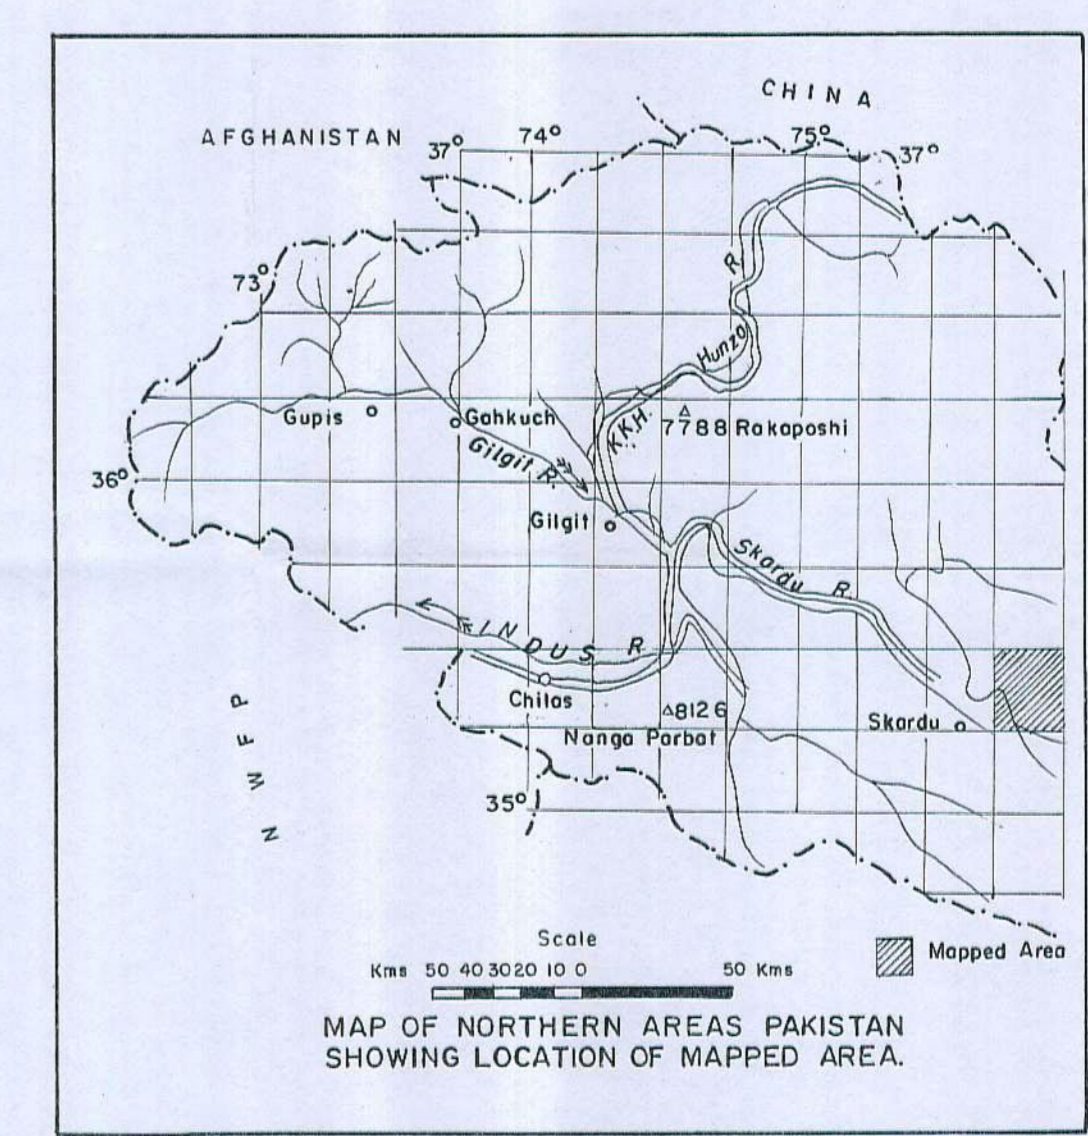 CHINA
AFGHANISTAN
37° 74° 75° 37°
73°
R.
Hunza
Gupis
Gahkuch
K.K.H.
7788 Rakaposhi
Gilgit R.
36°
Gilgit
Skardu R.
INDUS R.
Chilas
8126
Nanga Parbat
Skardu
N W F P
35°
Scale
Kms 50 40 30 20 10 0 50 Kms
Mapped Area
MAP OF NORTHERN AREAS PAKISTAN
SHOWING LOCATION OF MAPPED AREA.